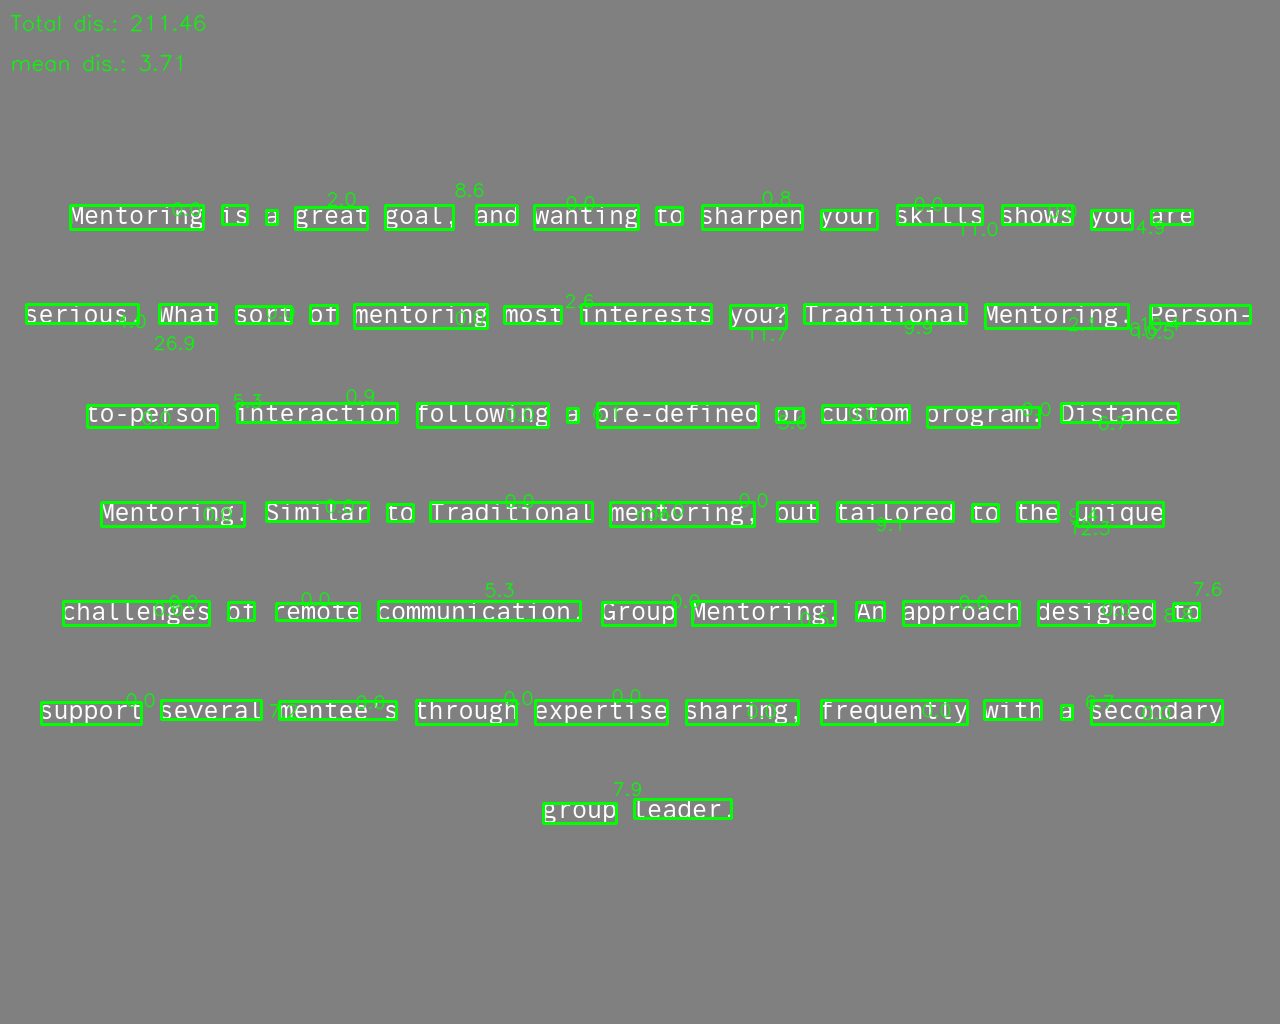 Total dis.: 211.46
mean dis.: 3.71
Mentoring is a great goal, and wanting to sharpen your skills shows you are
serious. What sort of mentoring most interests you? Traditional Mentoring. Person-
to-person interaction following a pre-defined or custom program. Distance
Mentoring. Similar to Traditional mentoring, but tailored to the unique
challenges of remote communication. Group Mentoring. An approach designed to
support several mentee's through expertise sharing, frequently with a secondary
group leader.